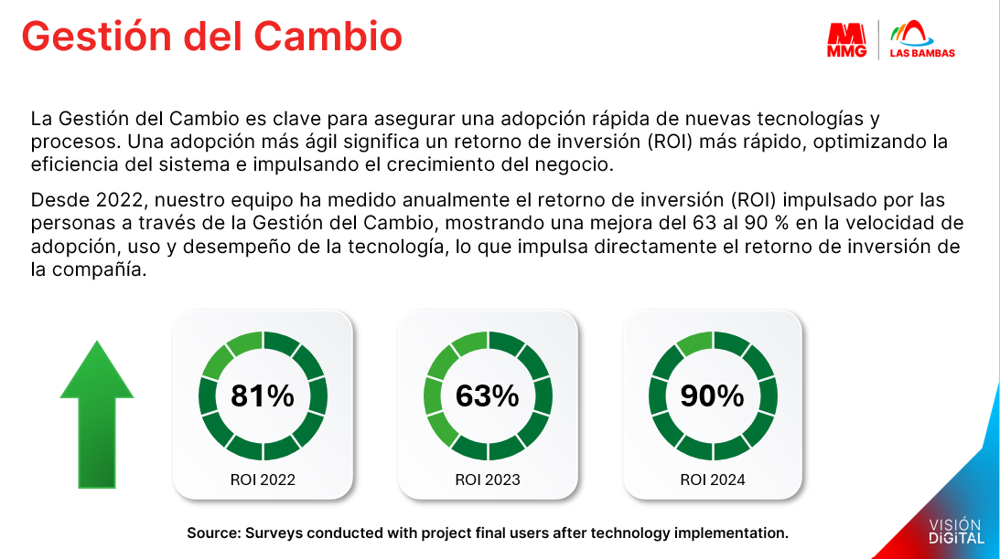 Gestión del Cambio
MMG
LAS BAMBAS
La Gestión del Cambio es clave para asegurar una adopción rápida de nuevas tecnologías y
procesos. Una adopción más ágil significa un retorno de inversión (ROI) más rápido, optimizando la
eficiencia del sistema e impulsando el crecimiento del negocio.
Desde 2022, nuestro equipo ha medido anualmente el retorno de inversión (ROI) impulsado por las
personas a través de la Gestión del Cambio, mostrando una mejora del 63 al 90 % en la velocidad de
adopción, uso y desempeño de la tecnología, lo que impulsa directamente el retorno de inversión de
la compañía.
81%
ROI 2022
63%
ROI 2023
90%
ROI 2024
Source: Surveys conducted with project final users after technology implementation.
VISIÓN
DiGiTAL